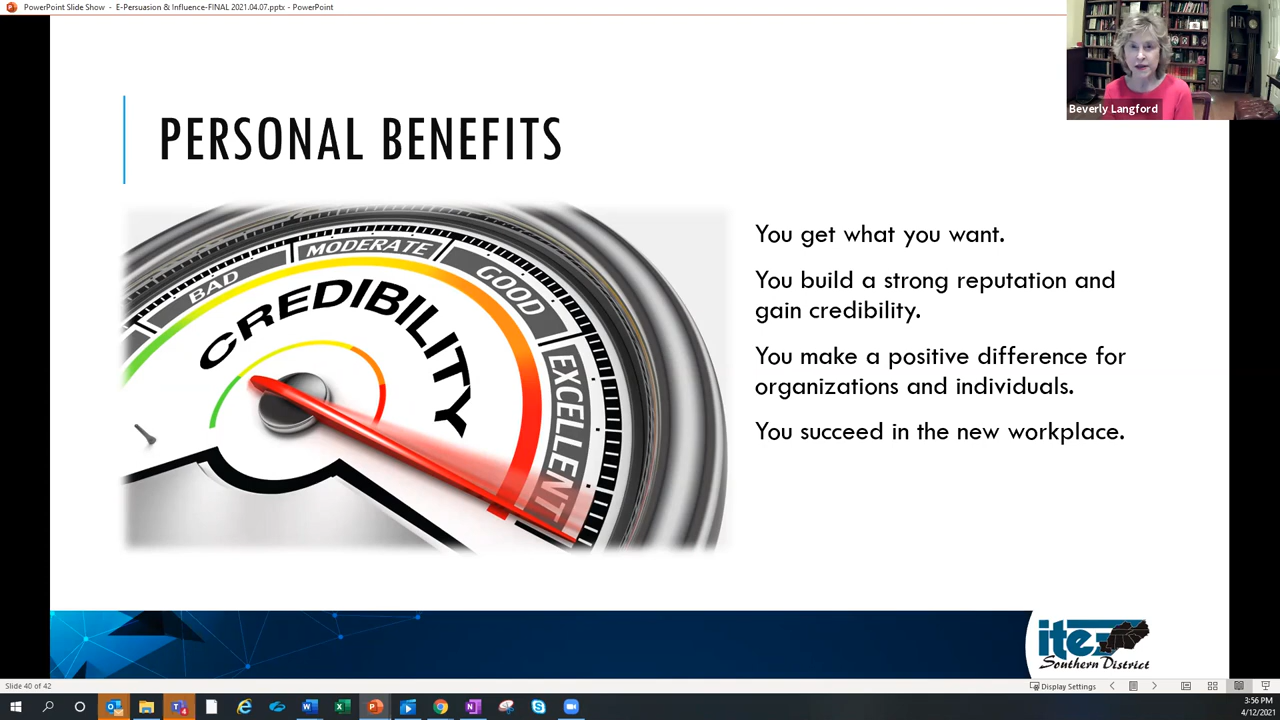 PowerPoint Slide Show - E-Persuasion & Influence-FINAL 2021.04.07.pptx - PowerPoint
Beverly Langford
PERSONAL BENEFITS
BAD
MODERATE
GOOD
EXCELLENT
CREDIBILITY
You get what you want.
You build a strong reputation and
gain credibility.
You make a positive difference for
organizations and individuals.
You succeed in the new workplace.
ite
Southern District
Slide 40 of 42
Display Settings
3:56 PM
4/12/2021